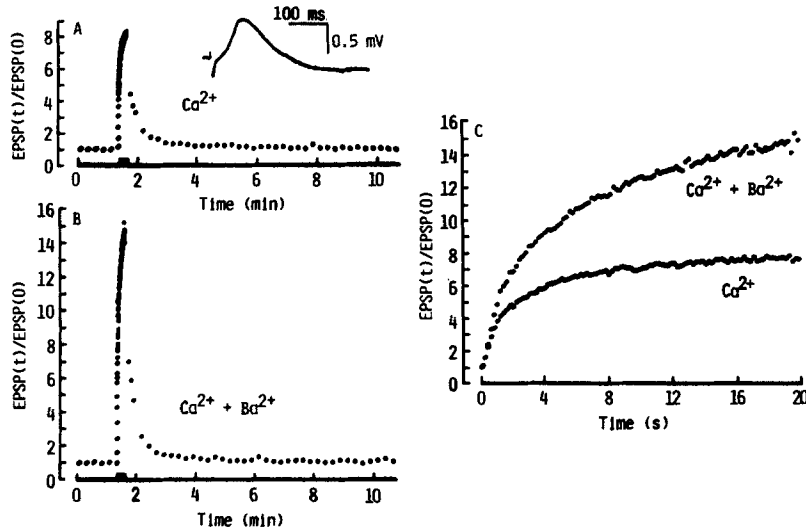 A
EPSP(t)/EPSP(0)
8
6
4
2
0
Ca2+
100 ms
0.5 mV
0 2 4 6 8 10
Time (min)
B
EPSP(t)/EPSP(0)
16
14
12
10
8
6
4
2
0
Ca2+ + Ba2+
0 2 4 6 8 10
Time (min)
C
EPSP(t)/EPSP(0)
16
14
12
10
8
6
4
2
0
Ca2+ + Ba2+
Ca2+
0 4 8 12 16 20
Time (s)